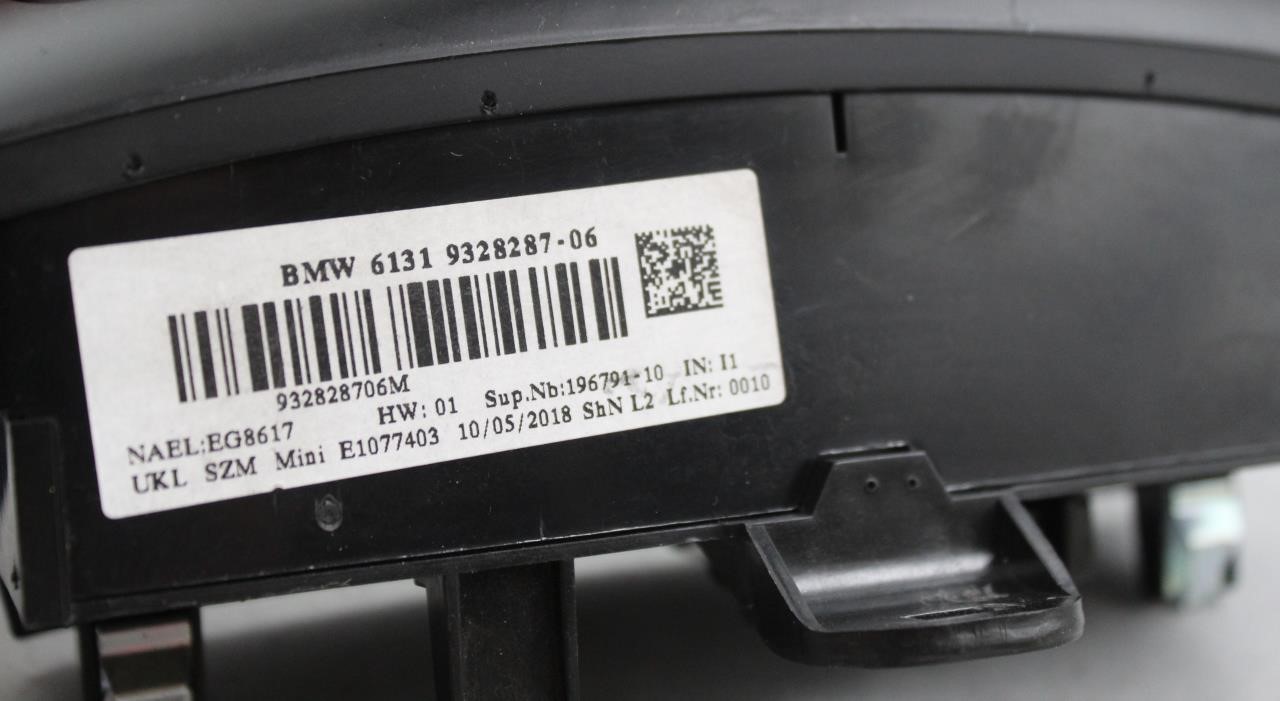 BMW 6131 9328287-06
932828706M
HW: 01 Sup.Nb:196791-10 IN: I1
NAEL:EG8617
UKL SZM Mini E1077403 10/05/2018 ShN L2 Lf.Nr: 0010